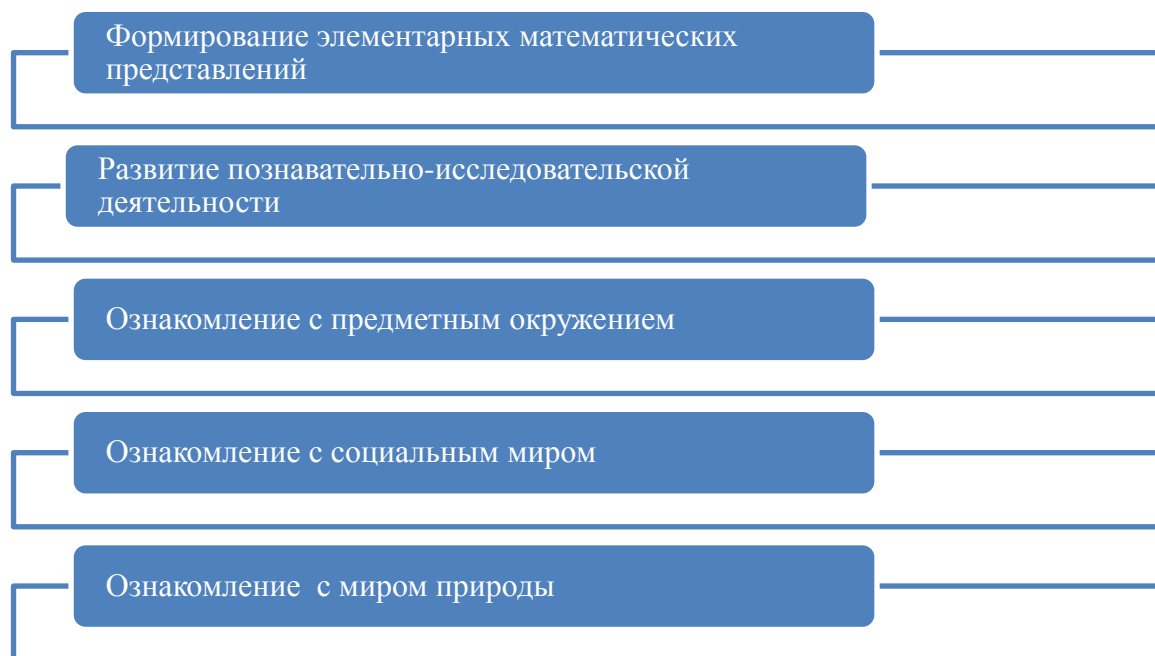 Формирование элементарных математических
представлений
Развитие познавательно-исследовательской
деятельности
Ознакомление с предметным окружением
Ознакомление с социальным миром
Ознакомление  с миром природы